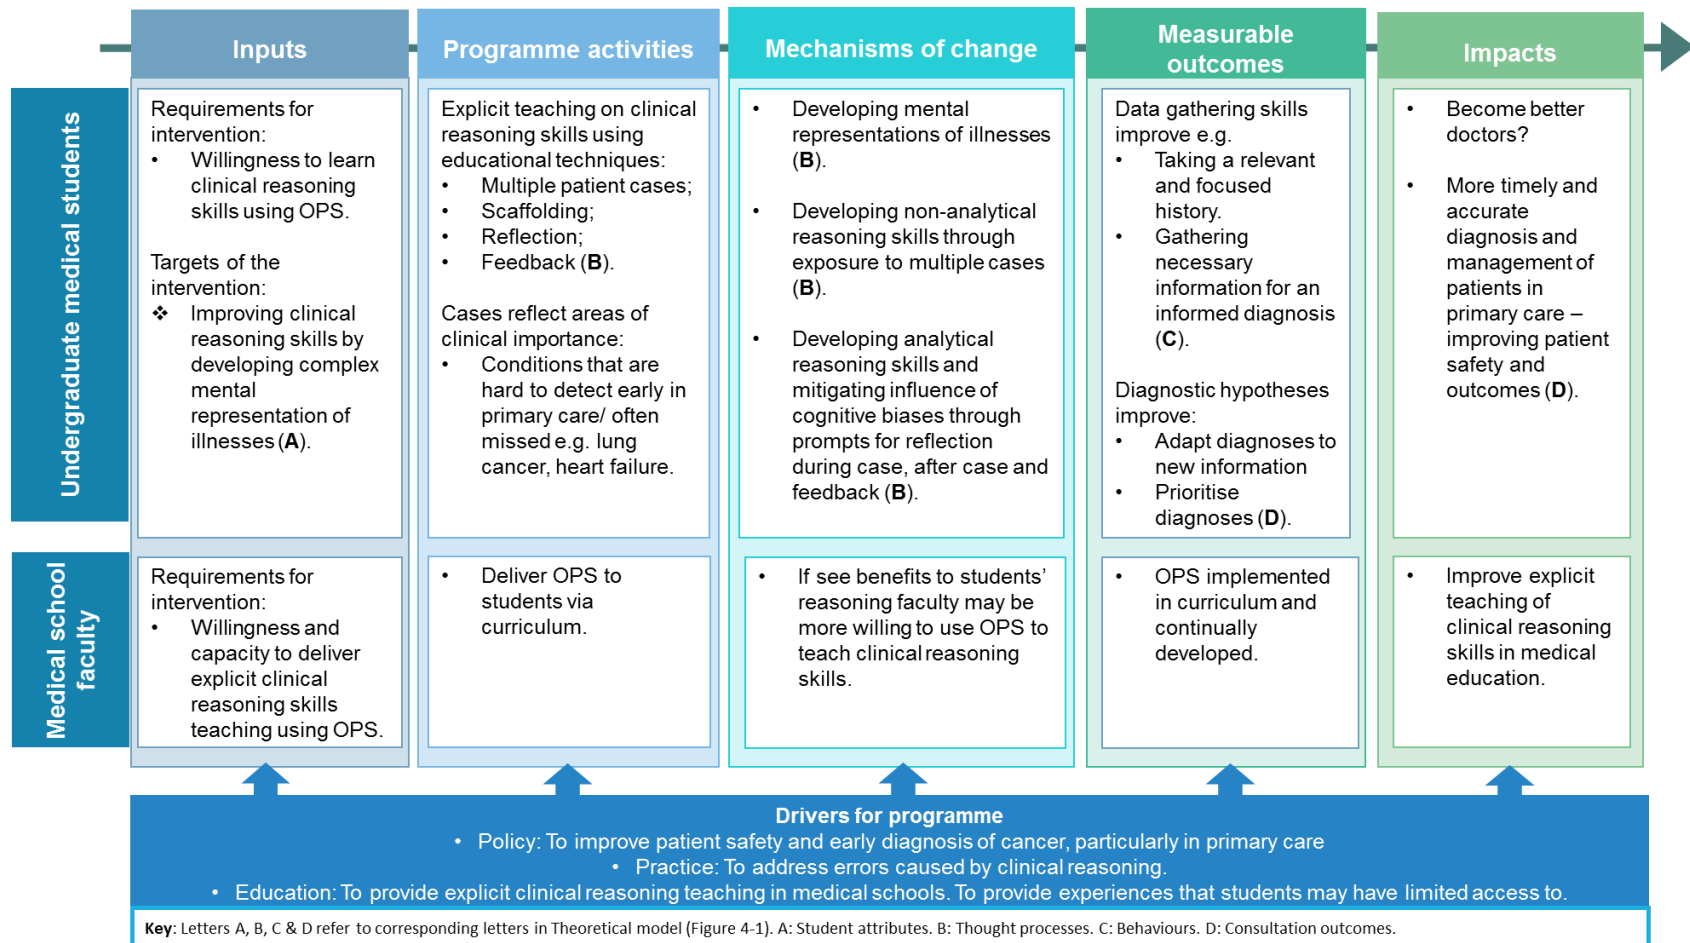 Inputs
Programme activities
Mechanisms of change
Measurable
outcomes
Impacts
Undergraduate medical students
Requirements for
intervention:
• Willingness to learn
clinical reasoning
skills using OPS.
Targets of the
intervention:
❖ Improving clinical
reasoning skills by
developing complex
mental
representation of
illnesses (A).
Explicit teaching on clinical
reasoning skills using
educational techniques:
• Multiple patient cases;
• Scaffolding;
• Reflection;
• Feedback (B).
Cases reflect areas of
clinical importance:
• Conditions that are
hard to detect early in
primary care/ often
missed e.g. lung
cancer, heart failure.
• Developing mental
representations of illnesses
(B).
• Developing non-analytical
reasoning skills through
exposure to multiple cases
(B).
• Developing analytical
reasoning skills and
mitigating influence of
cognitive biases through
prompts for reflection
during case, after case and
feedback (B).
Data gathering skills
improve e.g.
• Taking a relevant
and focused
history.
• Gathering
necessary
information for an
informed diagnosis
(C).
Diagnostic hypotheses
improve:
• Adapt diagnoses to
new information
• Prioritise
diagnoses (D).
• Become better
doctors?
• More timely and
accurate
diagnosis and
management of
patients in
primary care –
improving patient
safety and
outcomes (D).
Medical school
faculty
Requirements for
intervention:
• Willingness and
capacity to deliver
explicit clinical
reasoning skills
teaching using OPS.
• Deliver OPS to
students via
curriculum.
• If see benefits to students’
reasoning faculty may be
more willing to use OPS to
teach clinical reasoning
skills.
• OPS implemented
in curriculum and
continually
developed.
• Improve explicit
teaching of
clinical reasoning
skills in medical
education.
Drivers for programme
• Policy: To improve patient safety and early diagnosis of cancer, particularly in primary care
• Practice: To address errors caused by clinical reasoning.
• Education: To provide explicit clinical reasoning teaching in medical schools. To provide experiences that students may have limited access to.
Key: Letters A, B, C & D refer to corresponding letters in Theoretical model (Figure 4-1). A: Student attributes. B: Thought processes. C: Behaviours. D: Consultation outcomes.